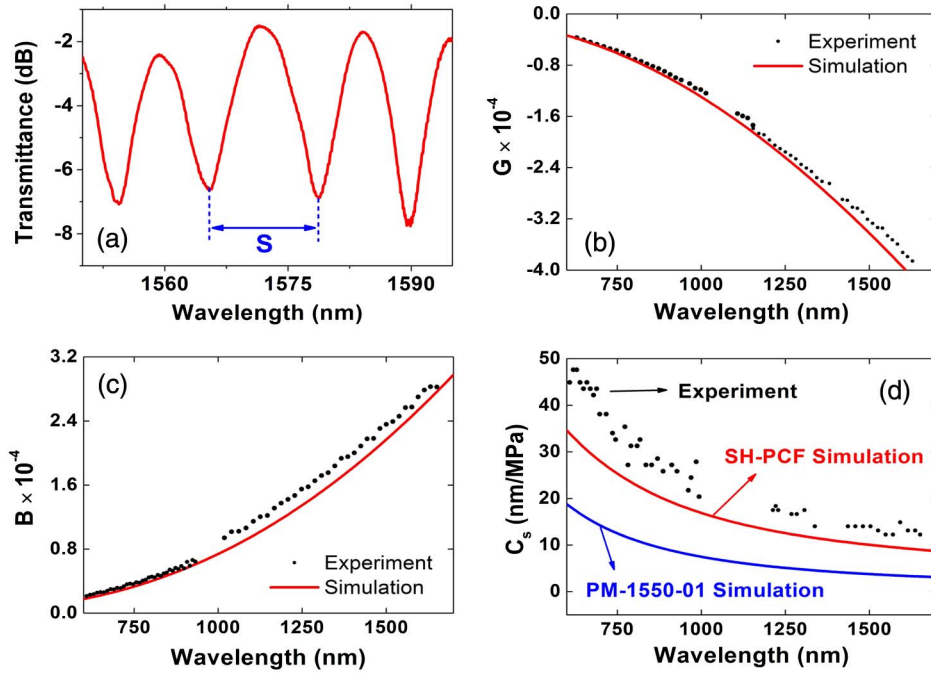 -2
-4
-6
-8
Transmittance (dB)
(a)
S
1560
1575
1590
Wavelength (nm)
0.0
-0.8
-1.6
-2.4
-3.2
-4.0
G × 10⁻⁴
Experiment
Simulation
(b)
750
1000
1250
1500
Wavelength (nm)
3.2
2.4
1.6
0.8
0.0
B × 10⁻⁴
(c)
Experiment
Simulation
750
1000
1250
1500
Wavelength (nm)
50
40
30
20
10
0
Cₛ (nm/MPa)
(d)
Experiment
SH-PCF Simulation
PM-1550-01 Simulation
750
1000
1250
1500
Wavelength (nm)